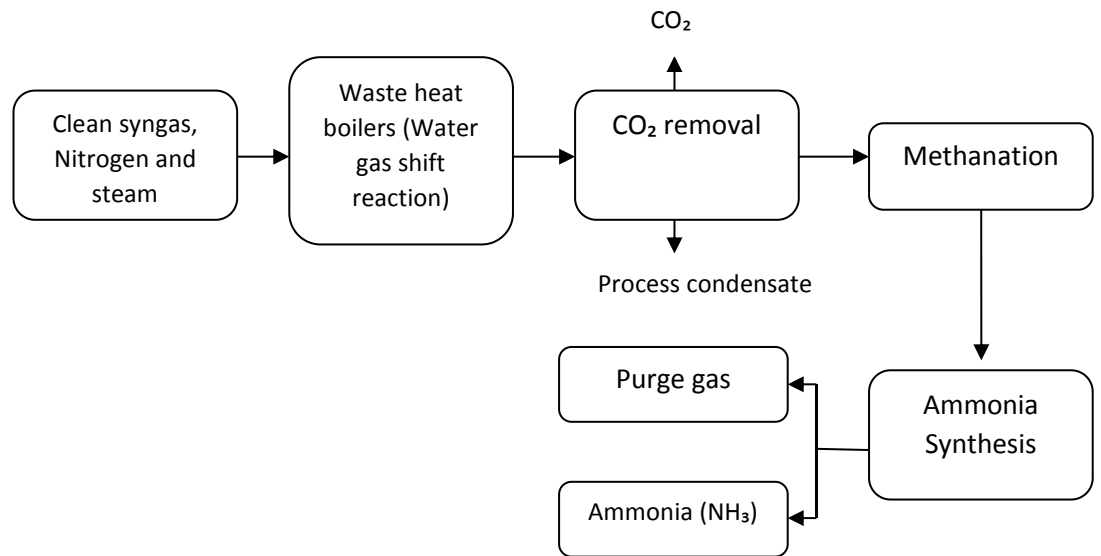 CO₂
Clean syngas,
Nitrogen and
steam
Waste heat
boilers (Water
gas shift
reaction)
CO₂ removal
Methanation
Process condensate
Purge gas
Ammonia
Synthesis
Ammonia (NH₃)